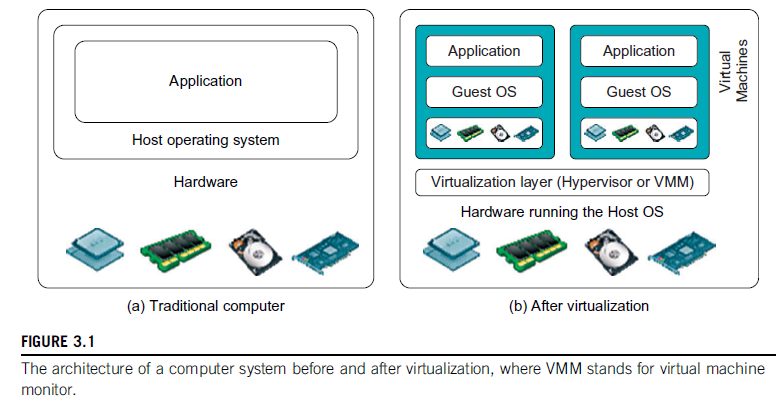 Application
Host operating system
Hardware
(a) Traditional computer
Application
Guest OS
Application
Guest OS
Virtual
Machines
Virtualization layer (Hypervisor or VMM)
Hardware running the Host OS
(b) After virtualization
FIGURE 3.1
The architecture of a computer system before and after virtualization, where VMM stands for virtual machine
monitor.